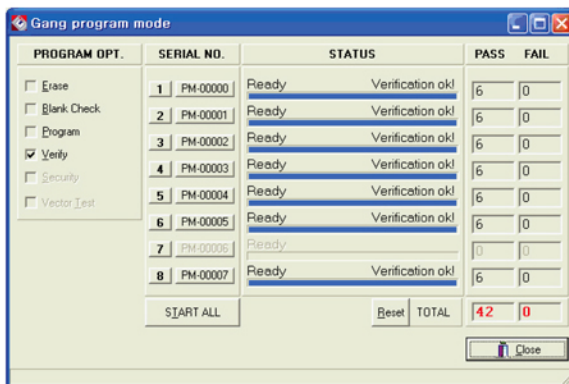 Gang program mode
PROGRAM OPT. SERIAL NO. STATUS PASS FAIL
Erase
Blank Check
Program
Verify
Security
Vector Test
1 PM-00000 Ready Verification ok! 6 0
2 PM-00001 Ready Verification ok! 6 0
3 PM-00002 Ready Verification ok! 6 0
4 PM-00003 Ready Verification ok! 6 0
5 PM-00004 Ready Verification ok! 6 0
6 PM-00005 Ready Verification ok! 6 0
7 PM-00006 Ready 0 0
8 PM-00007 Ready Verification ok! 6 0
START ALL Reset TOTAL 42 0
Close